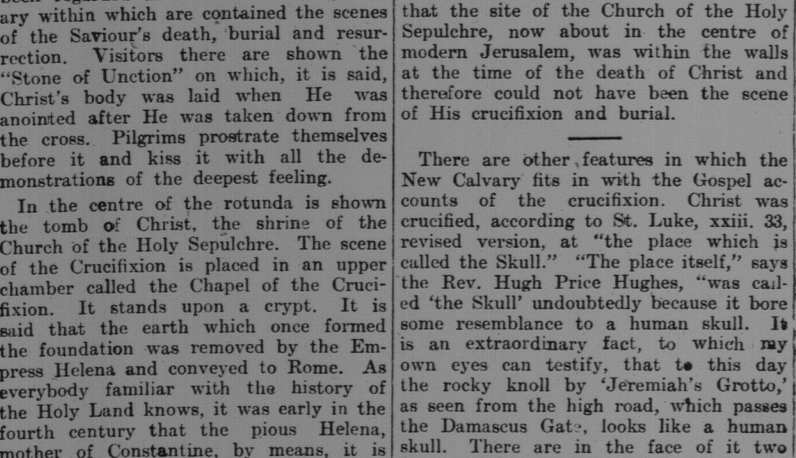 ary within which are contained the scenes
of the Saviour's death, burial and resur-
rection. Visitors there are shown the
"Stone of Unction" on which, it is said,
Christ's body was laid when He was
anointed after He was taken down from
the cross. Pilgrims prostrate themselves
before it and kiss it with all the de-
monstrations of the deepest feeling.
In the centre of the rotunda is shown
the tomb of Christ, the shrine of the
Church of the Holy Sepulchre. The scene
of the Crucifixion is placed in an upper
chamber called the Chapel of the Cruci-
fixion. It stands upon a crypt. It is
said that the earth which once formed
the foundation was removed by the Em-
press Helena and conveyed to Rome. As
everybody familiar with the history of
the Holy Land knows, it was early in the
fourth century that the pious Helena,
mother of Constantine, by means, it is
that the site of the Church of the Holy
Sepulchre, now about in the centre of
modern Jerusalem, was within the walls
at the time of the death of Christ and
therefore could not have been the scene
of His crucifixion and burial.
There are other features in which the
New Calvary fits in with the Gospel ac-
counts of the crucifixion. Christ was
crucified, according to St. Luke, xxiii. 33,
revised version, at "the place which is
called the Skull." "The place itself," says
the Rev. Hugh Price Hughes, "was call-
ed 'the Skull' undoubtedly because it bore
some resemblance to a human skull. It
is an extraordinary fact, to which my
own eyes can testify, that to this day
the rocky knoll by 'Jeremiah's Grotto,'
as seen from the high road, which passes
the Damascus Gate, looks like a human
skull. There are in the face of it two